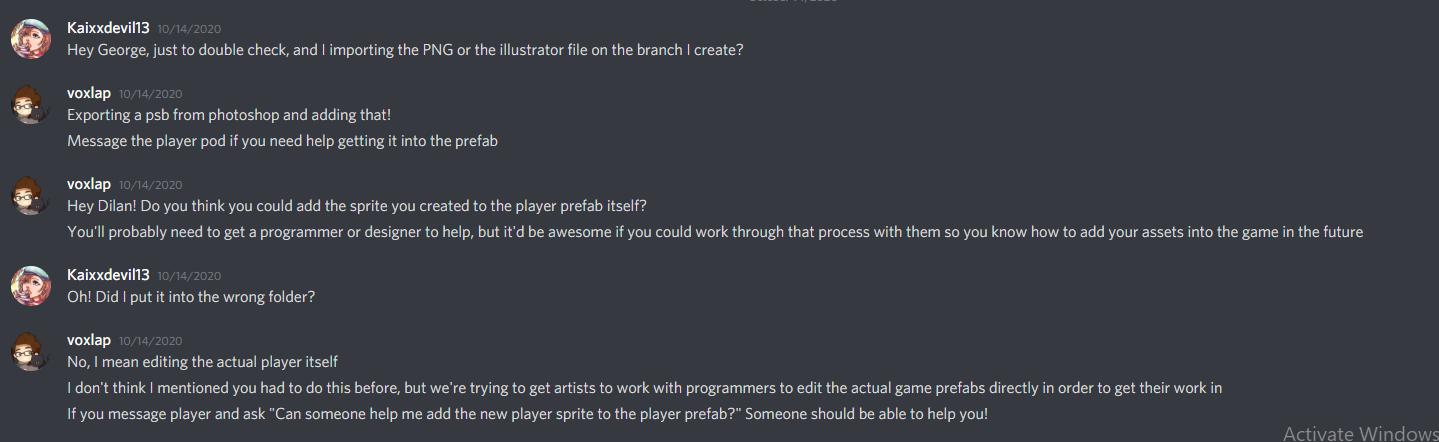 Kaixxdevil13 10/14/2020
Hey George, just to double check, and I importing the PNG or the illustrator file on the branch I create?
voxlap 10/14/2020
Exporting a psb from photoshop and adding that!
Message the player pod if you need help getting it into the prefab
voxlap 10/14/2020
Hey Dilan! Do you think you could add the sprite you created to the player prefab itself?
You'll probably need to get a programmer or designer to help, but it'd be awesome if you could work through that process with them so you know how to add your assets into the game in the future
Kaixxdevil13 10/14/2020
Oh! Did I put it into the wrong folder?
voxlap 10/14/2020
No, I mean editing the actual player itself
I don't think I mentioned you had to do this before, but we're trying to get artists to work with programmers to edit the actual game prefabs directly in order to get their work in
If you message player and ask "Can someone help me add the new player sprite to the player prefab?" Someone should be able to help you!
Activate Windows